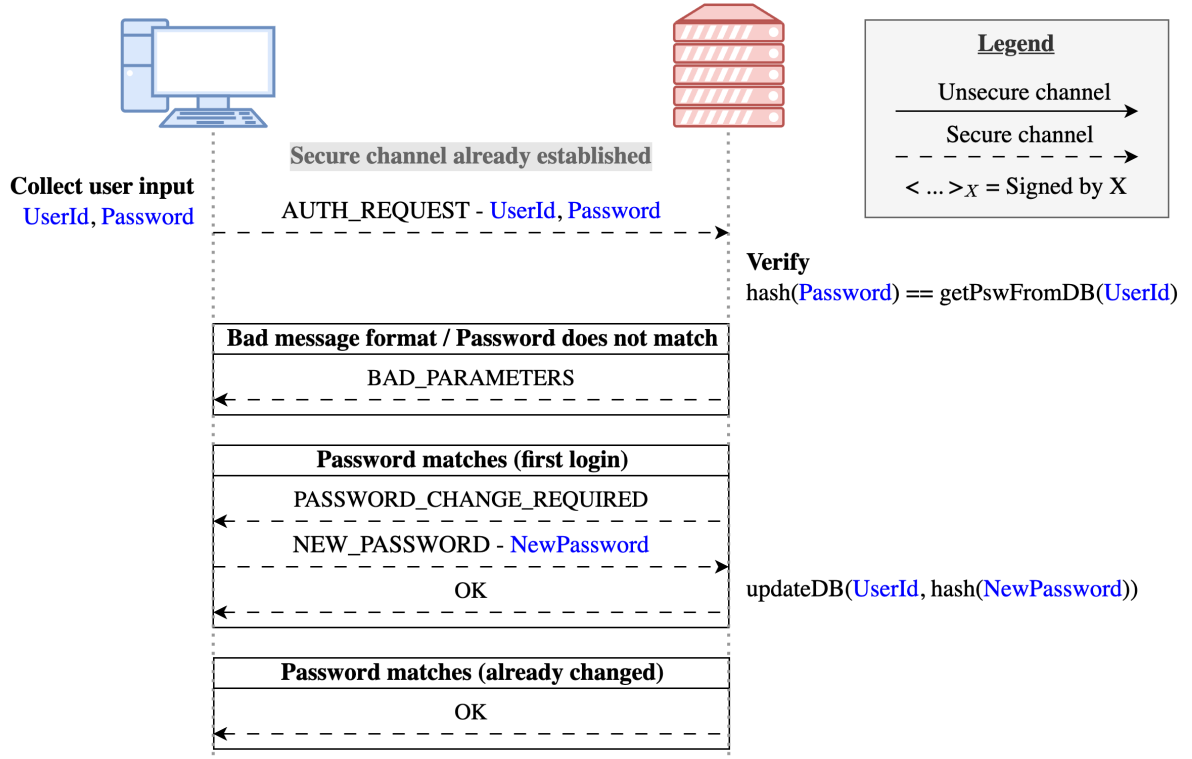 Legend
Unsecure channel
Secure channel
< ... >X = Signed by X
Secure channel already established
Collect user input
UserId, Password
AUTH_REQUEST - UserId, Password
Verify
hash(Password) == getPswFromDB(UserId)
Bad message format / Password does not match
BAD_PARAMETERS
Password matches (first login)
PASSWORD_CHANGE_REQUIRED
NEW_PASSWORD - NewPassword
OK
updateDB(UserId, hash(NewPassword))
Password matches (already changed)
OK